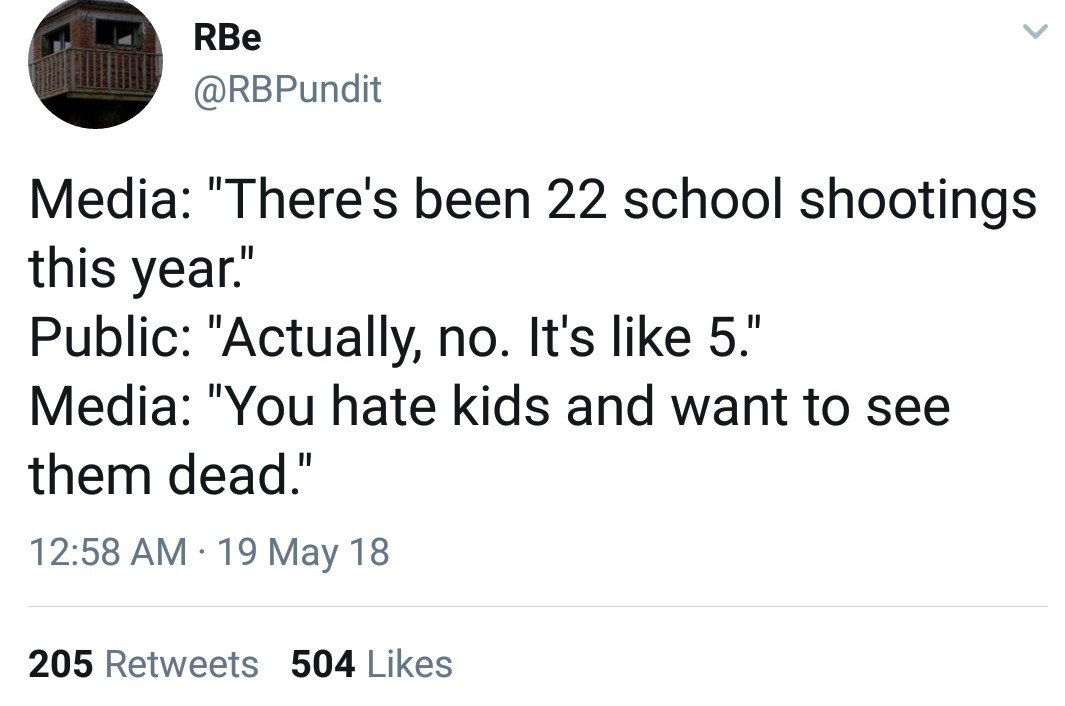 RBe
@RBPundit
Media: "There's been 22 school shootings
this year."
Public: "Actually, no. It's like 5."
Media: "You hate kids and want to see
them dead."
12:58 AM · 19 May 18
205 Retweets 504 Likes